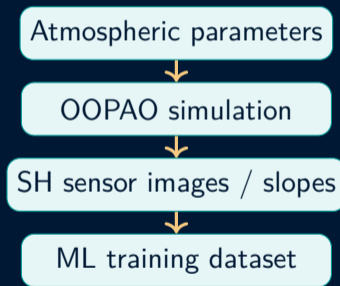 Atmospheric parameters
OOPAO simulation
SH sensor images / slopes
ML training dataset